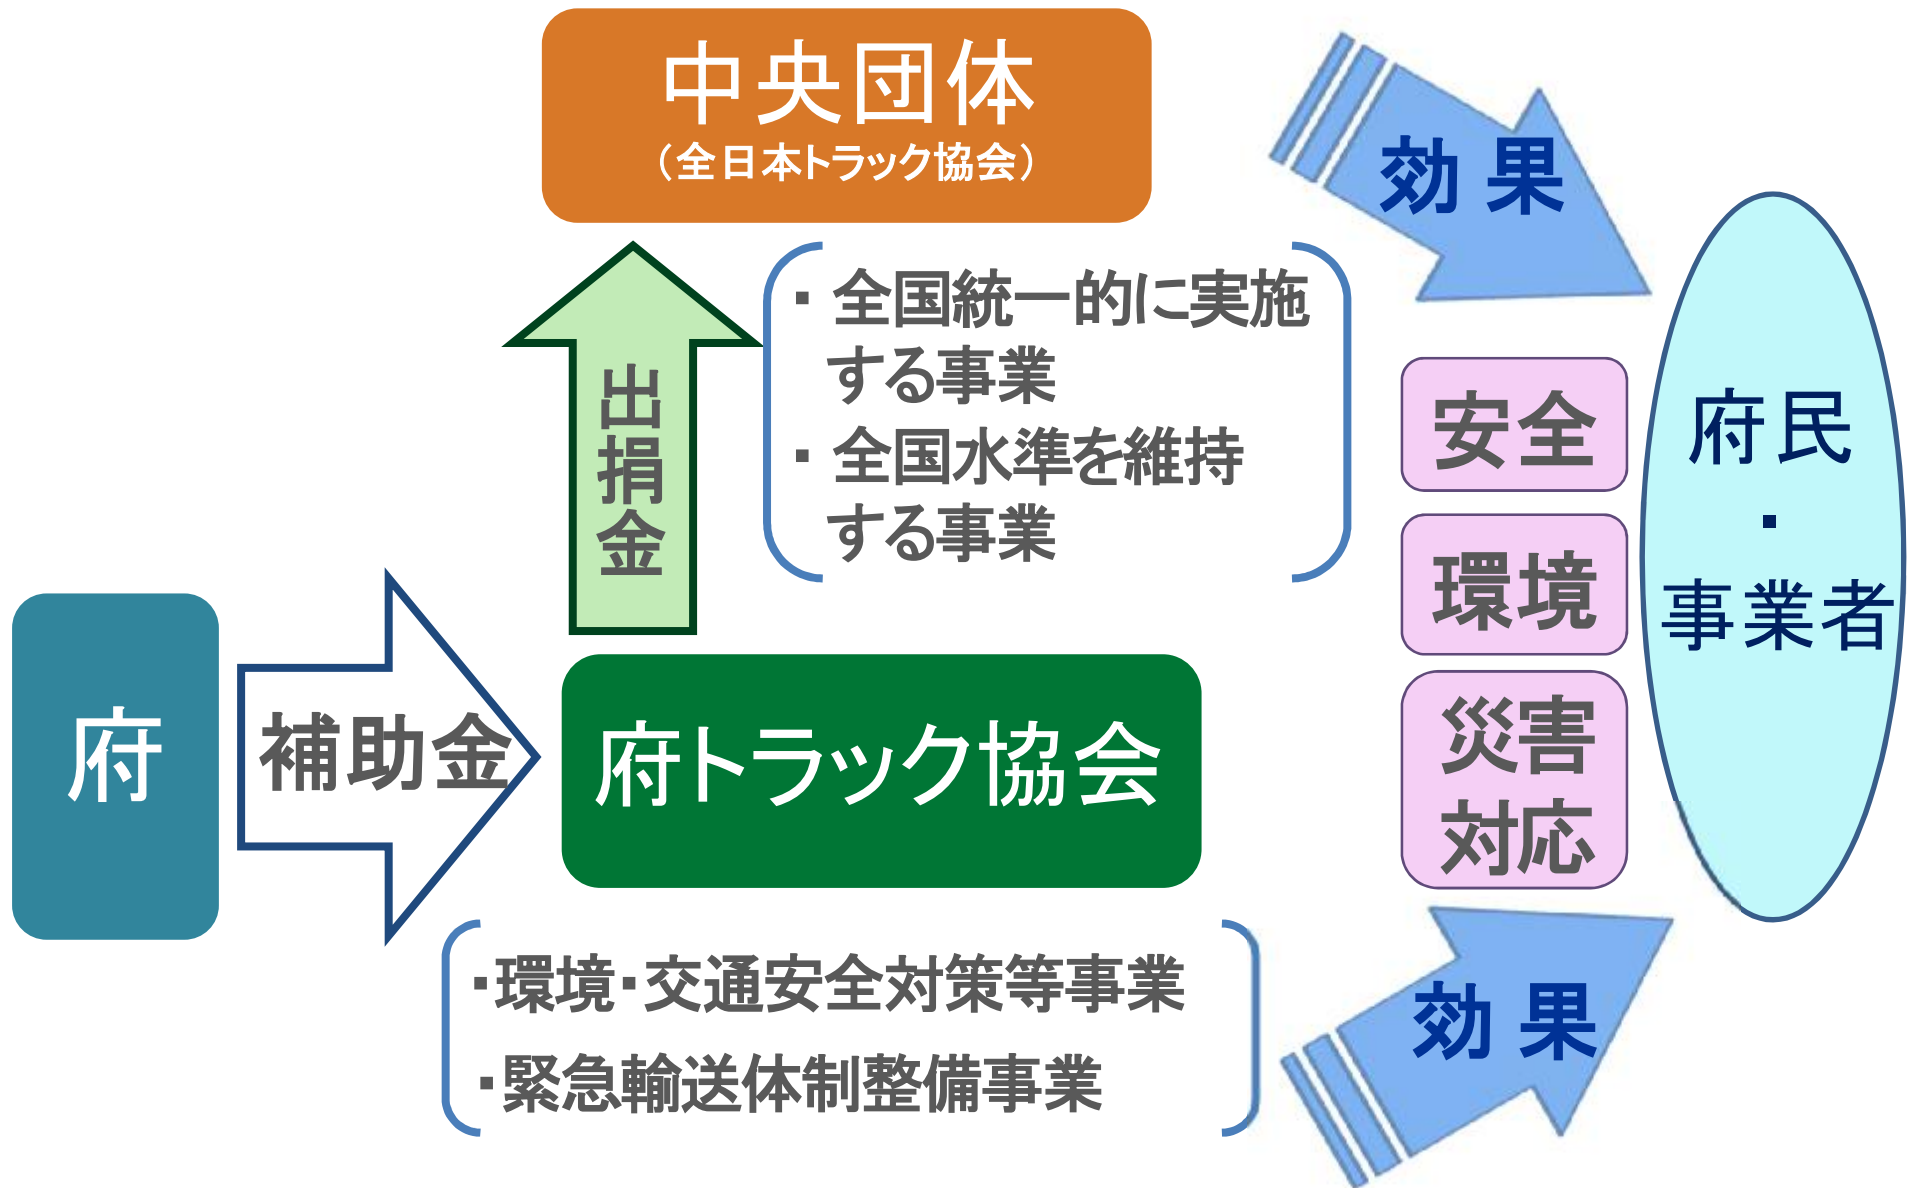 中央団体
（全日本トラック協会）
効果
・全国統一的に実施
する事業
・全国水準を維持
する事業
出捐金
府
補助金
府トラック協会
・環境・交通安全対策等事業
・緊急輸送体制整備事業
安全
環境
災害
対応
府民
・
事業者
効果